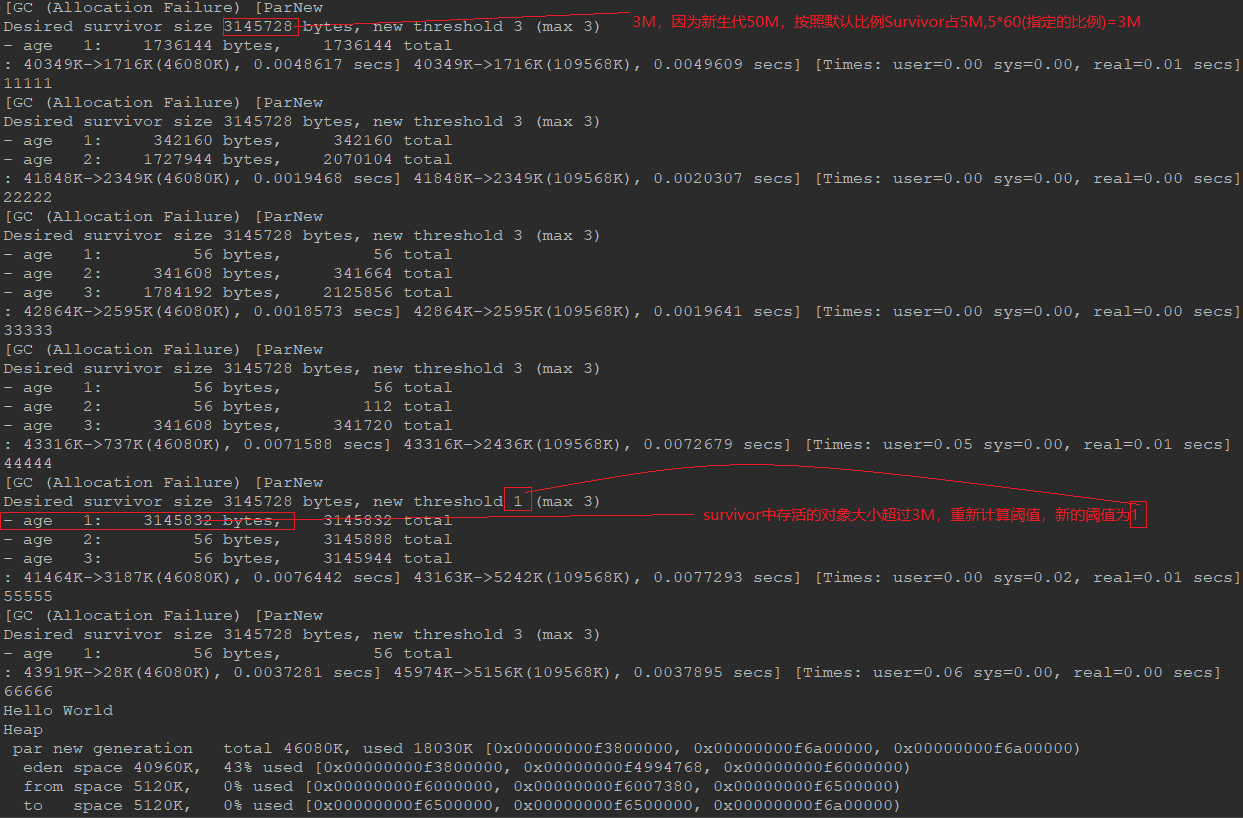 [GC (Allocation Failure) [ParNew
Desired survivor size 3145728 bytes, new threshold 3 (max 3)
3M，因为新生代50M，按照默认比例Survivor占5M,5*60(指定的比例)=3M
- age   1:    1736144 bytes,    1736144 total
: 40349K->1716K(46080K), 0.0048617 secs] 40349K->1716K(109568K), 0.0049609 secs] [Times: user=0.00 sys=0.00, real=0.01 secs]
11111
[GC (Allocation Failure) [ParNew
Desired survivor size 3145728 bytes, new threshold 3 (max 3)
- age   1:     342160 bytes,     342160 total
- age   2:    1727944 bytes,    2070104 total
: 41848K->2349K(46080K), 0.0019468 secs] 41848K->2349K(109568K), 0.0020307 secs] [Times: user=0.00 sys=0.00, real=0.00 secs]
22222
[GC (Allocation Failure) [ParNew
Desired survivor size 3145728 bytes, new threshold 3 (max 3)
- age   1:         56 bytes,         56 total
- age   2:     341608 bytes,     341664 total
- age   3:    1784192 bytes,    2125856 total
: 42864K->2595K(46080K), 0.0018573 secs] 42864K->2595K(109568K), 0.0019641 secs] [Times: user=0.00 sys=0.00, real=0.00 secs]
33333
[GC (Allocation Failure) [ParNew
Desired survivor size 3145728 bytes, new threshold 3 (max 3)
- age   1:         56 bytes,         56 total
- age   2:         56 bytes,        112 total
- age   3:     341608 bytes,     341720 total
: 43316K->737K(46080K), 0.0071588 secs] 43316K->2436K(109568K), 0.0072679 secs] [Times: user=0.05 sys=0.00, real=0.01 secs]
44444
[GC (Allocation Failure) [ParNew
Desired survivor size 3145728 bytes, new threshold 1 (max 3)
- age   1:    3145832 bytes,    3145832 total
survivor中存活的对象大小超过3M，重新计算阈值，新的阈值为1
- age   2:         56 bytes,    3145888 total
- age   3:         56 bytes,    3145944 total
: 41464K->3187K(46080K), 0.0076442 secs] 43163K->5242K(109568K), 0.0077293 secs] [Times: user=0.00 sys=0.02, real=0.01 secs]
55555
[GC (Allocation Failure) [ParNew
Desired survivor size 3145728 bytes, new threshold 3 (max 3)
- age   1:         56 bytes,         56 total
: 43919K->28K(46080K), 0.0037281 secs] 45974K->5156K(109568K), 0.0037895 secs] [Times: user=0.06 sys=0.00, real=0.00 secs]
66666
Hello World
Heap
 par new generation   total 46080K, used 18030K [0x00000000f3800000, 0x00000000f6a00000, 0x00000000f6a00000)
  eden space 40960K,  43% used [0x00000000f3800000, 0x00000000f4994768, 0x00000000f6000000)
  from space 5120K,   0% used [0x00000000f6000000, 0x00000000f6007380, 0x00000000f6500000)
  to   space 5120K,   0% used [0x00000000f6500000, 0x00000000f6500000, 0x00000000f6a00000)